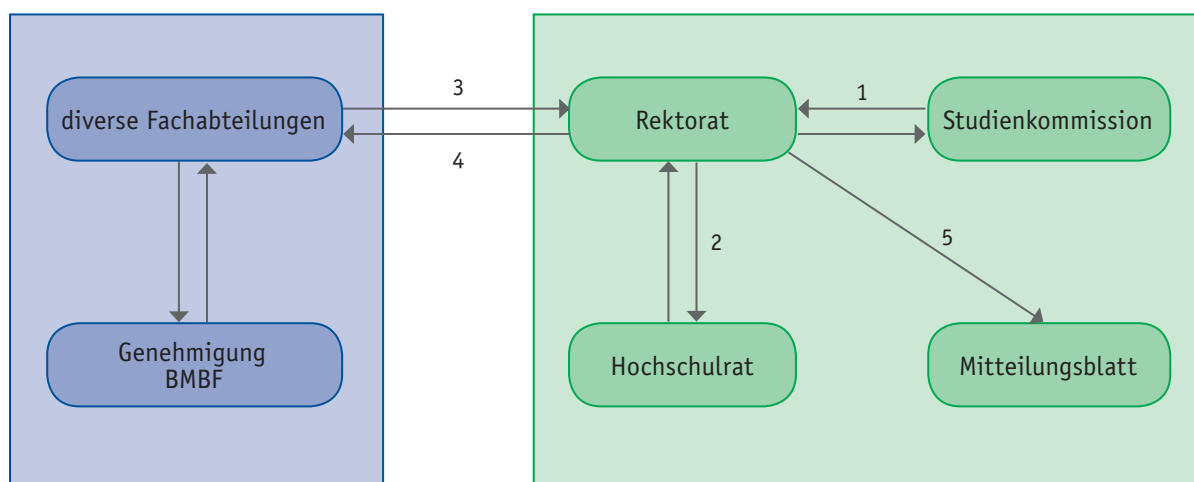 diverse Fachabteilungen
3
4
Rektorat
1
Studienkommission
2
5
Genehmigung
BMBF
Hochschulrat
Mitteilungsblatt